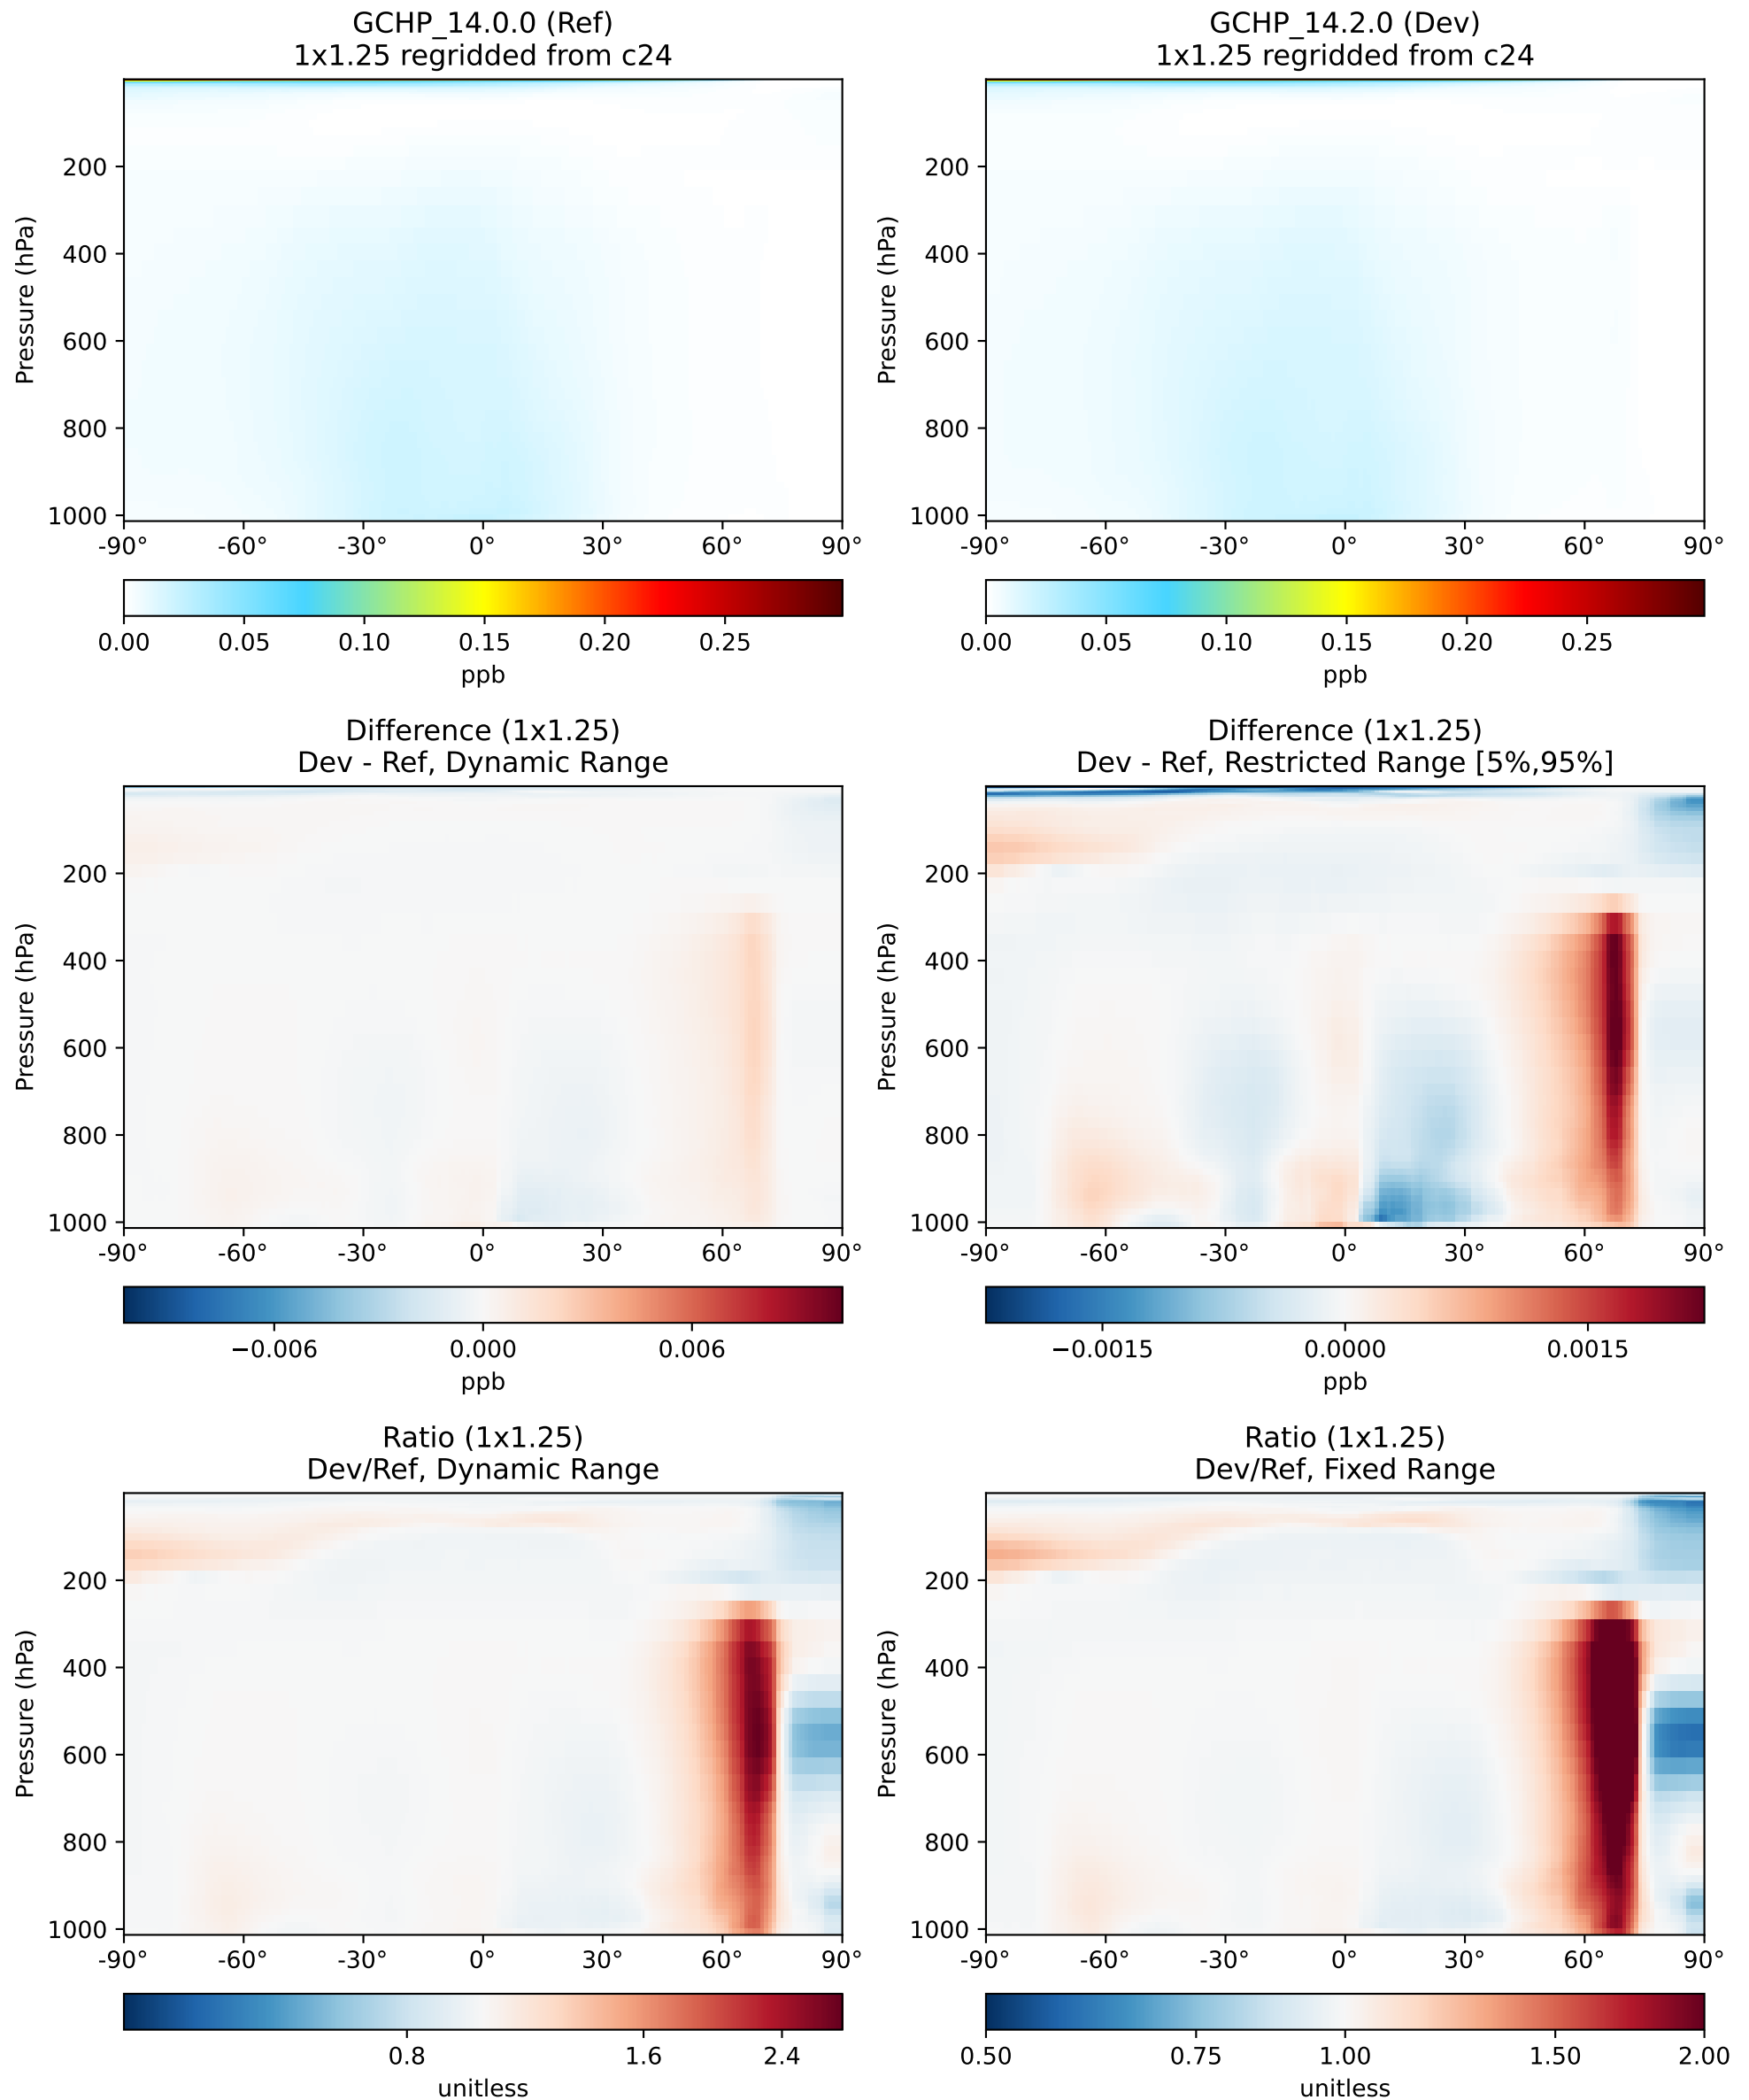 GCHP_14.0.0 (Ref)
1x1.25 regridded from c24
GCHP_14.2.0 (Dev)
1x1.25 regridded from c24
Pressure (hPa)
200
400
600
800
1000
-90° -60° -30° 0° 30° 60° 90°
0.00 0.05 0.10 0.15 0.20 0.25
ppb
Pressure (hPa)
200
400
600
800
1000
-90° -60° -30° 0° 30° 60° 90°
0.00 0.05 0.10 0.15 0.20 0.25
ppb
Difference (1x1.25)
Dev - Ref, Dynamic Range
Difference (1x1.25)
Dev - Ref, Restricted Range [5%,95%]
Pressure (hPa)
200
400
600
800
1000
-90° -60° -30° 0° 30° 60° 90°
−0.006 0.000 0.006
ppb
Pressure (hPa)
200
400
600
800
1000
-90° -60° -30° 0° 30° 60° 90°
−0.0015 0.0000 0.0015
ppb
Ratio (1x1.25)
Dev/Ref, Dynamic Range
Ratio (1x1.25)
Dev/Ref, Fixed Range
Pressure (hPa)
200
400
600
800
1000
-90° -60° -30° 0° 30° 60° 90°
0.8 1.6 2.4
unitless
Pressure (hPa)
200
400
600
800
1000
-90° -60° -30° 0° 30° 60° 90°
0.50 0.75 1.00 1.50 2.00
unitless